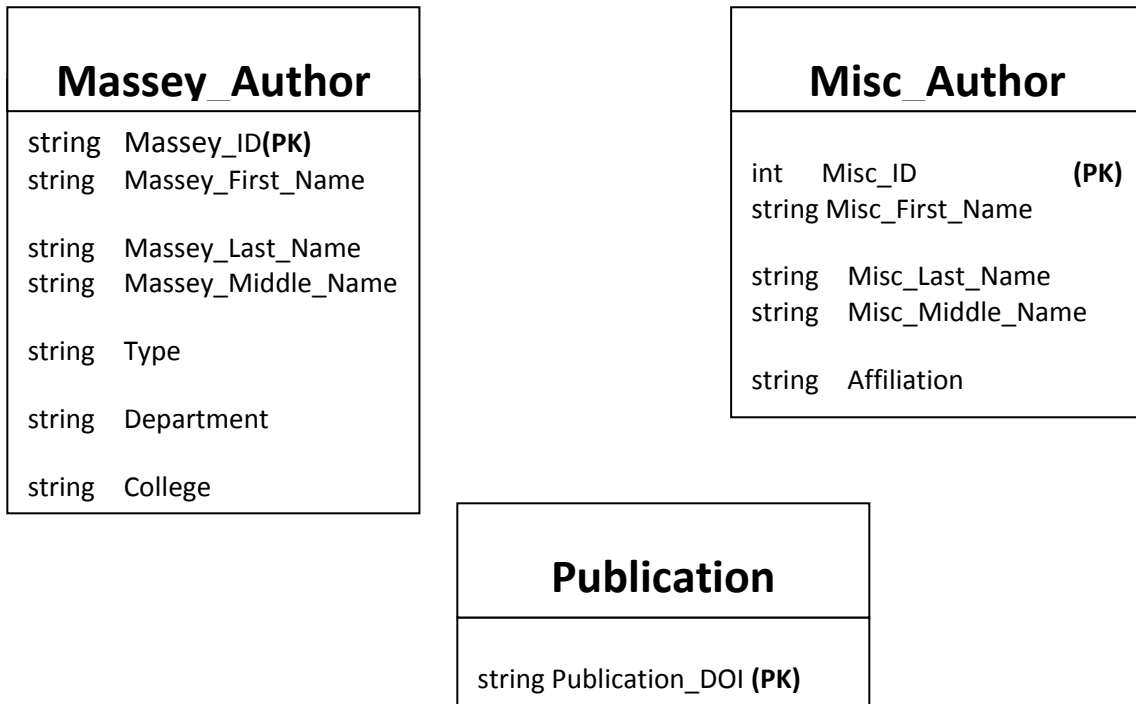 Massey_Author
string Massey_ID(PK)
string Massey_First_Name
string Massey_Last_Name
string Massey_Middle_Name
string Type
string Department
string College
Misc_Author
int Misc_ID (PK)
string Misc_First_Name
string Misc_Last_Name
string Misc_Middle_Name
string Affiliation
Publication
string Publication_DOI (PK)